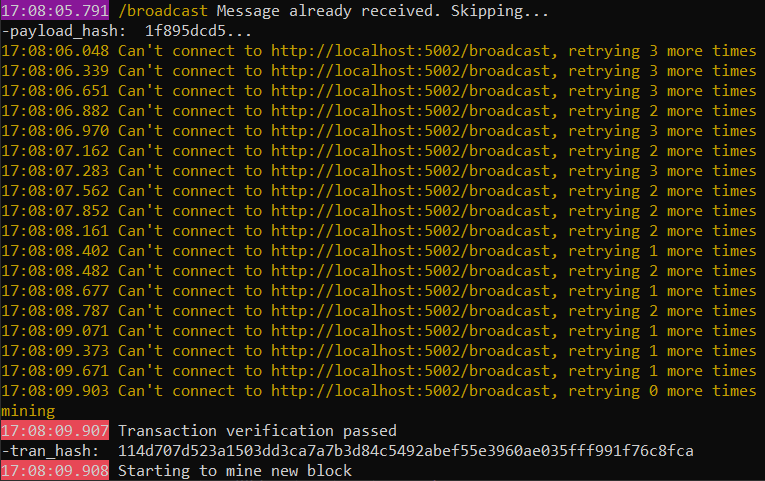 17:08:05.791 /broadcast Message already received. Skipping...
-payload_hash:  1f895dcd5...
17:08:06.048 Can't connect to http://localhost:5002/broadcast, retrying 3 more times
17:08:06.339 Can't connect to http://localhost:5002/broadcast, retrying 3 more times
17:08:06.651 Can't connect to http://localhost:5002/broadcast, retrying 3 more times
17:08:06.882 Can't connect to http://localhost:5002/broadcast, retrying 2 more times
17:08:06.970 Can't connect to http://localhost:5002/broadcast, retrying 3 more times
17:08:07.162 Can't connect to http://localhost:5002/broadcast, retrying 2 more times
17:08:07.283 Can't connect to http://localhost:5002/broadcast, retrying 3 more times
17:08:07.562 Can't connect to http://localhost:5002/broadcast, retrying 2 more times
17:08:07.852 Can't connect to http://localhost:5002/broadcast, retrying 2 more times
17:08:08.161 Can't connect to http://localhost:5002/broadcast, retrying 2 more times
17:08:08.402 Can't connect to http://localhost:5002/broadcast, retrying 1 more times
17:08:08.482 Can't connect to http://localhost:5002/broadcast, retrying 2 more times
17:08:08.677 Can't connect to http://localhost:5002/broadcast, retrying 1 more times
17:08:08.787 Can't connect to http://localhost:5002/broadcast, retrying 2 more times
17:08:09.071 Can't connect to http://localhost:5002/broadcast, retrying 1 more times
17:08:09.373 Can't connect to http://localhost:5002/broadcast, retrying 1 more times
17:08:09.671 Can't connect to http://localhost:5002/broadcast, retrying 1 more times
17:08:09.903 Can't connect to http://localhost:5002/broadcast, retrying 0 more times
mining
17:08:09.907 Transaction verification passed
-tran_hash:  114d707d523a1503dd3ca7a7b3d84c5492abef55e3960ae035fff991f76c8fca
17:08:09.908 Starting to mine new block